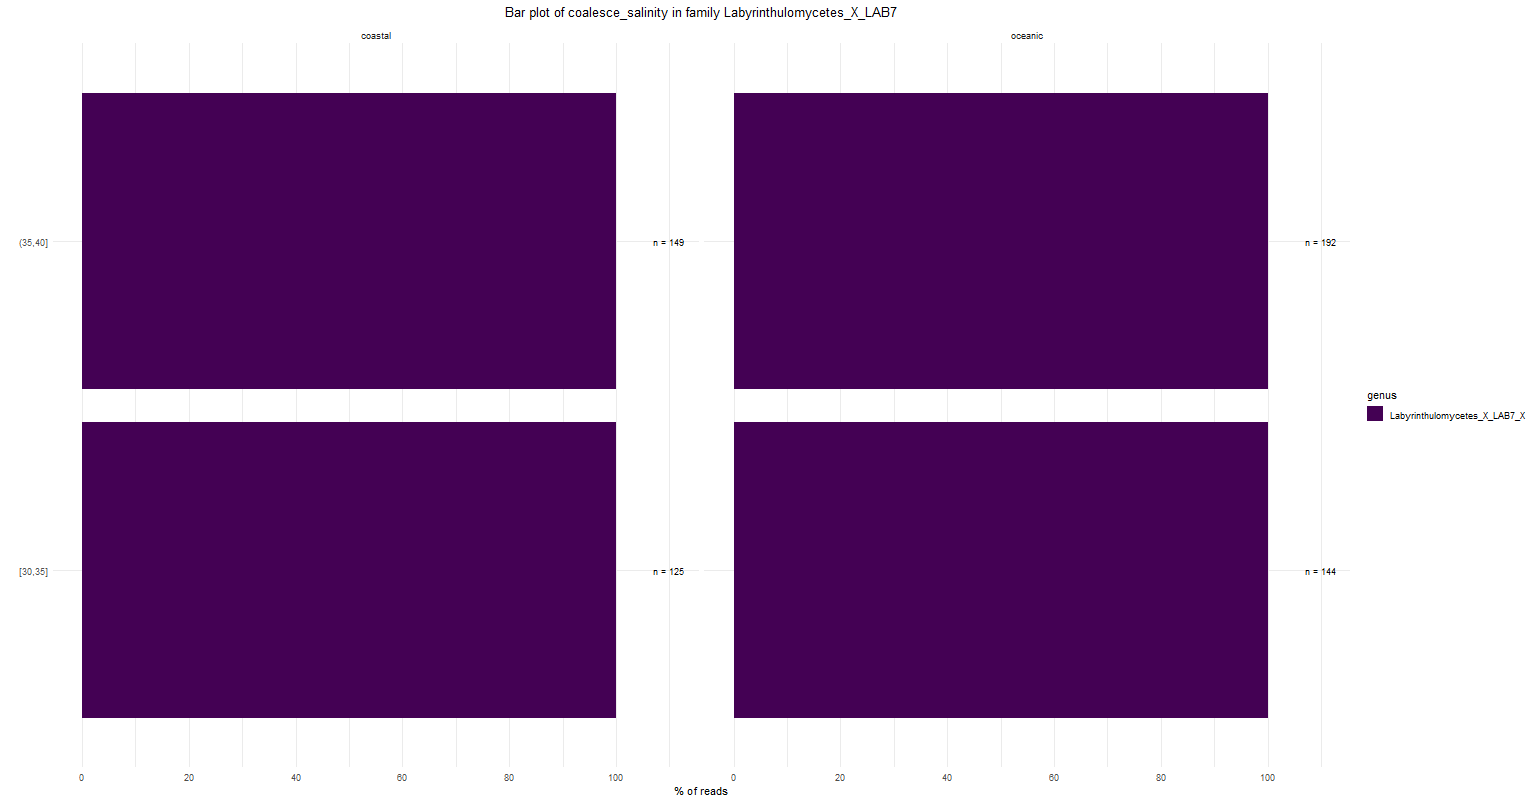 Bar plot of coalesce_salinity in family Labyrinthulomycetes_X_LAB7
coastal
oceanic
(35,40]
n = 149
n = 192
[30,35]
n = 125
n = 144
0 20 40 60 80 100
0 20 40 60 80 100
% of reads
genus
Labyrinthulomycetes_X_LAB7_X